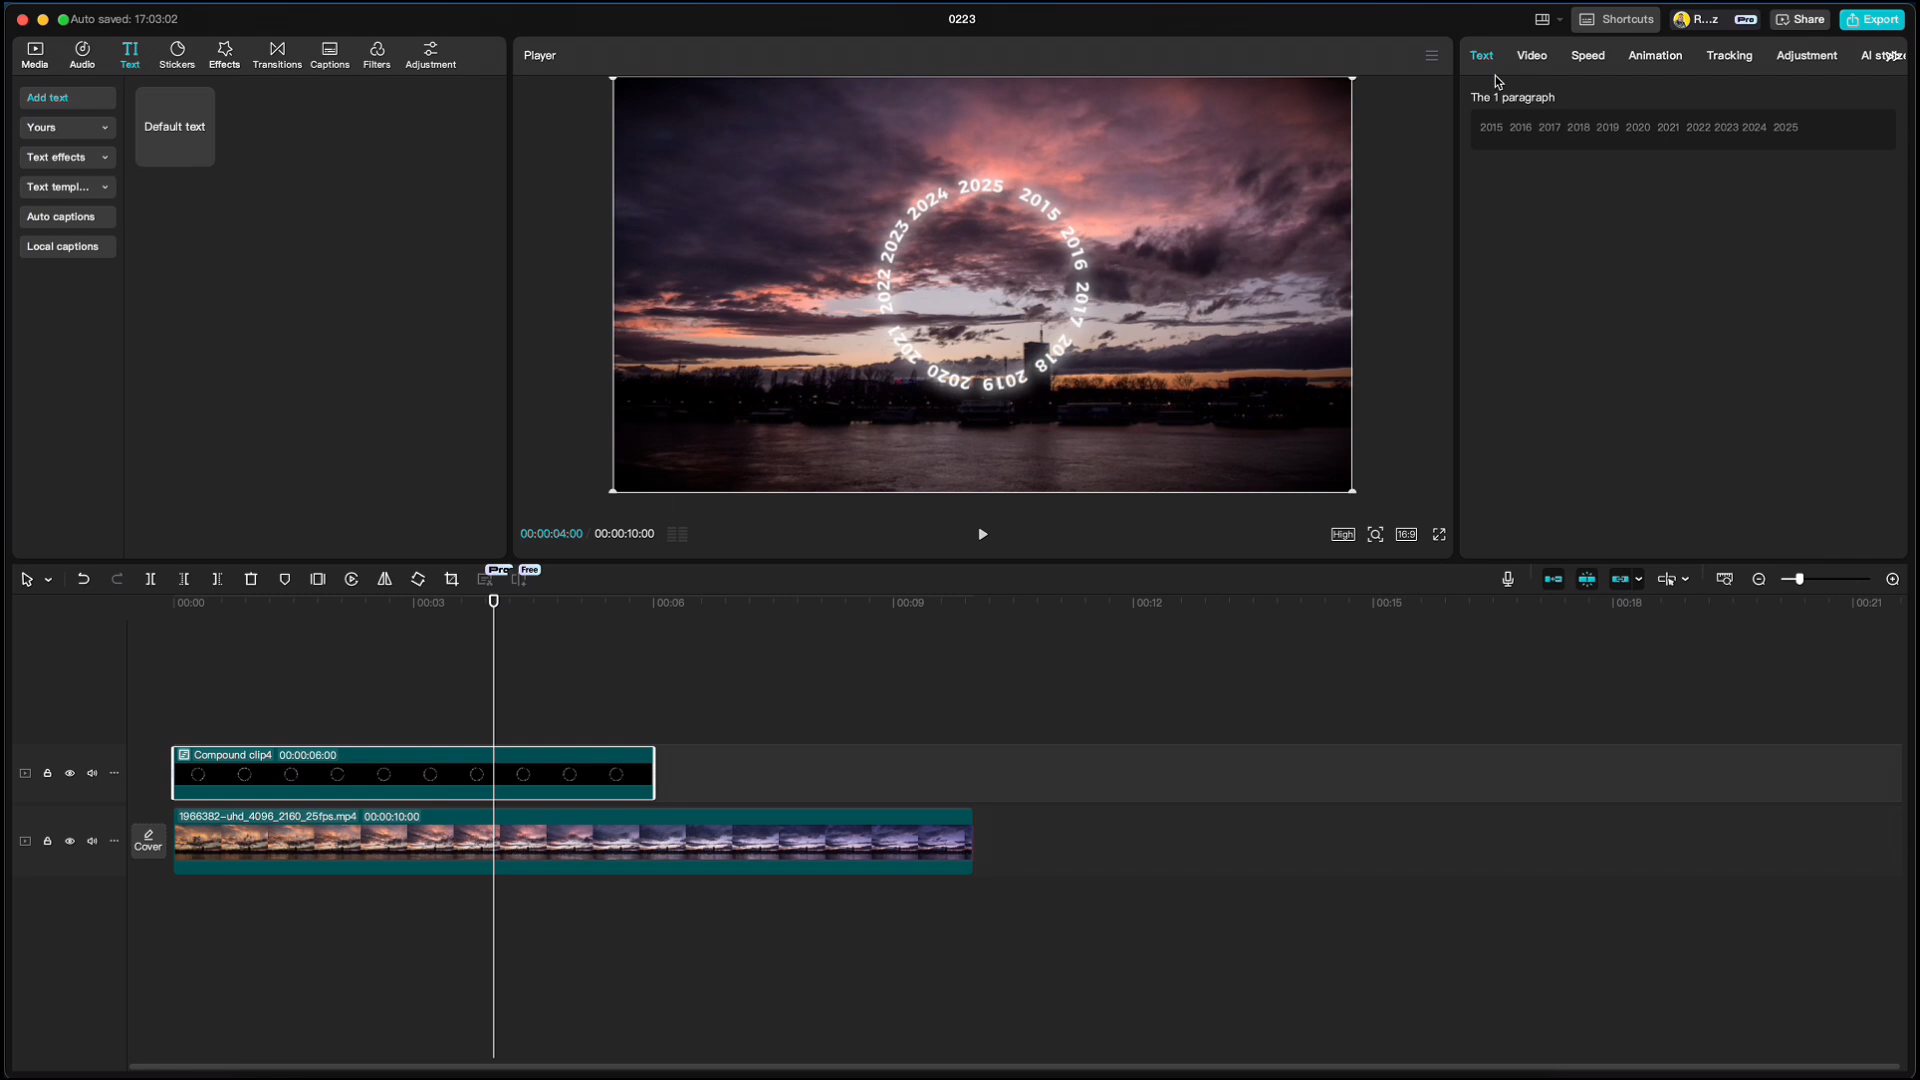 Auto saved: 17:03:02
0223
Shortcuts
R...z
Pro
Share
Export
Media
Audio
TI
Text
Stickers
Effects
Transitions
Captions
Filters
Adjustment
Add text
Yours
Text effects
Text templ...
Auto captions
Local captions
Default text
Player
2015 2016 2017 2018 2019 2020 2021 2022 2023 2024 2025
00:00:04:00 / 00:00:10:00
High
16:9
Text
Video
Speed
Animation
Tracking
Adjustment
The 1 paragraph
2015 2016 2017 2018 2019 2020 2021 2022 2023 2024 2025
Pro
Free
00:00
00:03
00:06
00:09
00:12
00:15
00:18
00:21
Compound clip4 00:00:06:00
Cover
1966382-uhd_4096_2160_25fps.mp4 00:00:10:00